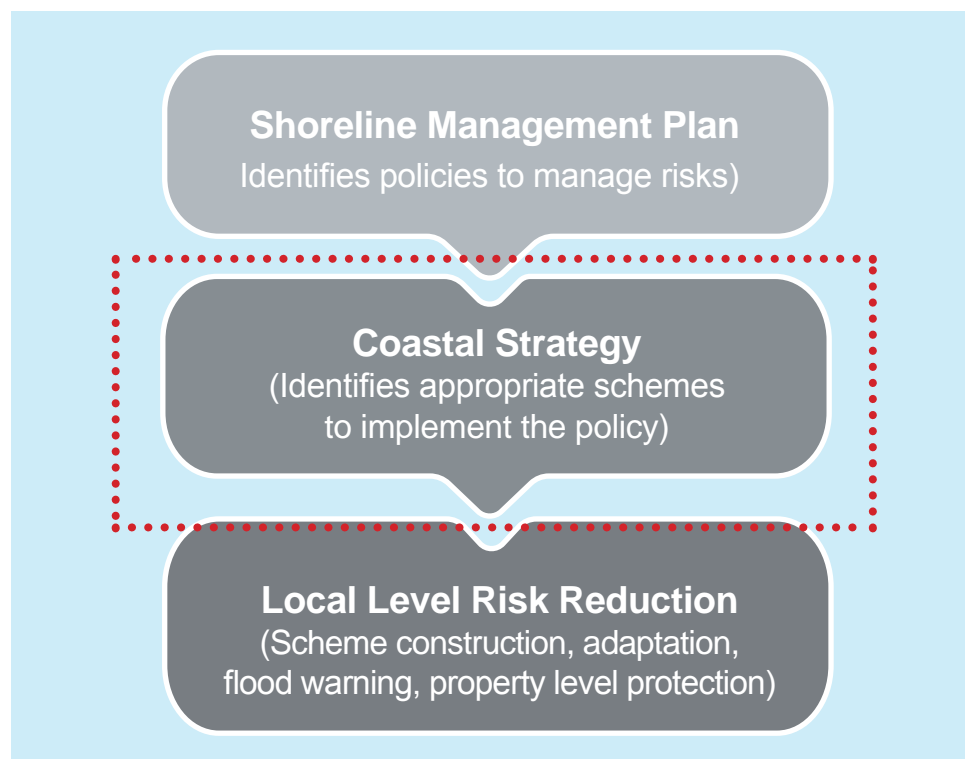 Shoreline Management Plan
Identifies policies to manage risks)
Coastal Strategy
(Identifies appropriate schemes
to implement the policy)
Local Level Risk Reduction
(Scheme construction, adaptation,
flood warning, property level protection)